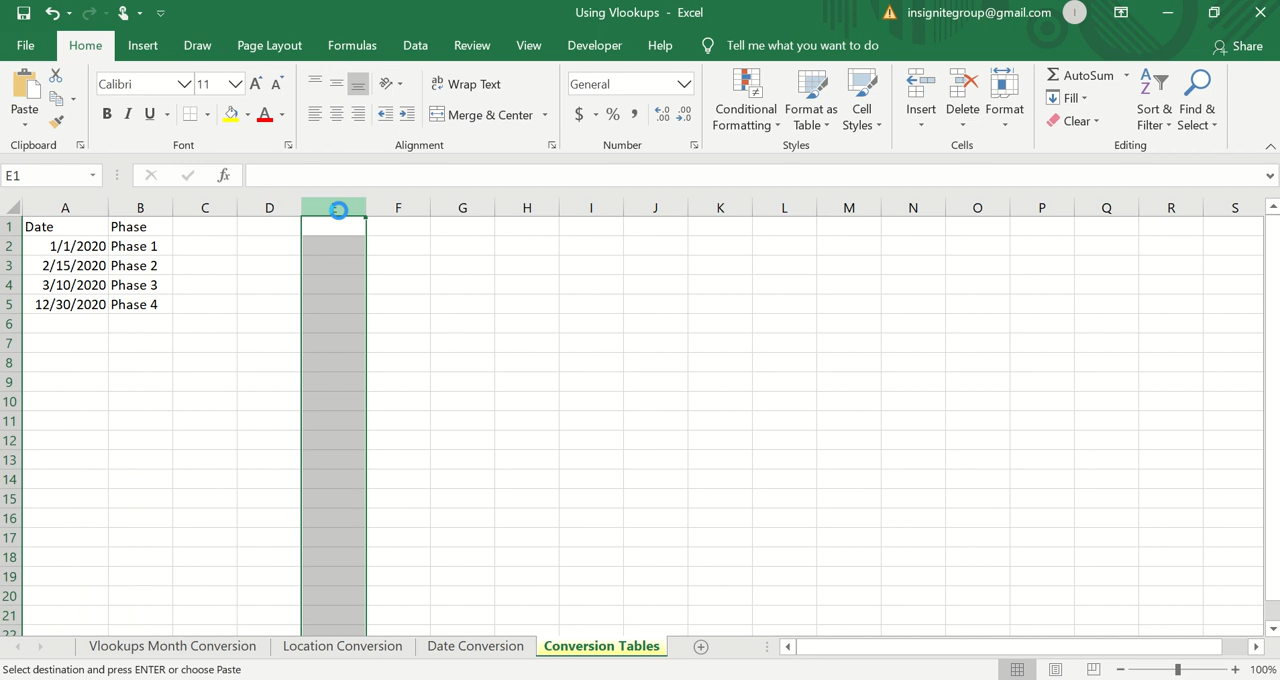 Using Vlookups - Excel
insignitegroup@gmail.com
I
File Home Insert Draw Page Layout Formulas Data Review View Developer Help Tell me what you want to do
Share
Paste
Calibri 11
B I U
Wrap Text
Merge & Center
General
$ % ,
Conditional Formatting
Format as Table
Cell Styles
Insert Delete Format
AutoSum
Fill
Clear
Sort & Filter
Find & Select
Clipboard Font Alignment Number Styles Cells Editing
E1 fx
A B C D F G H I J K L M N O P Q R S
1 Date Phase
2 1/1/2020 Phase 1
3 2/15/2020 Phase 2
4 3/10/2020 Phase 3
5 12/30/2020 Phase 4
6
7
8
9
10
11
12
13
14
15
16
17
18
19
20
21
22
Vlookups Month Conversion Location Conversion Date Conversion Conversion Tables
Select destination and press ENTER or choose Paste
100%